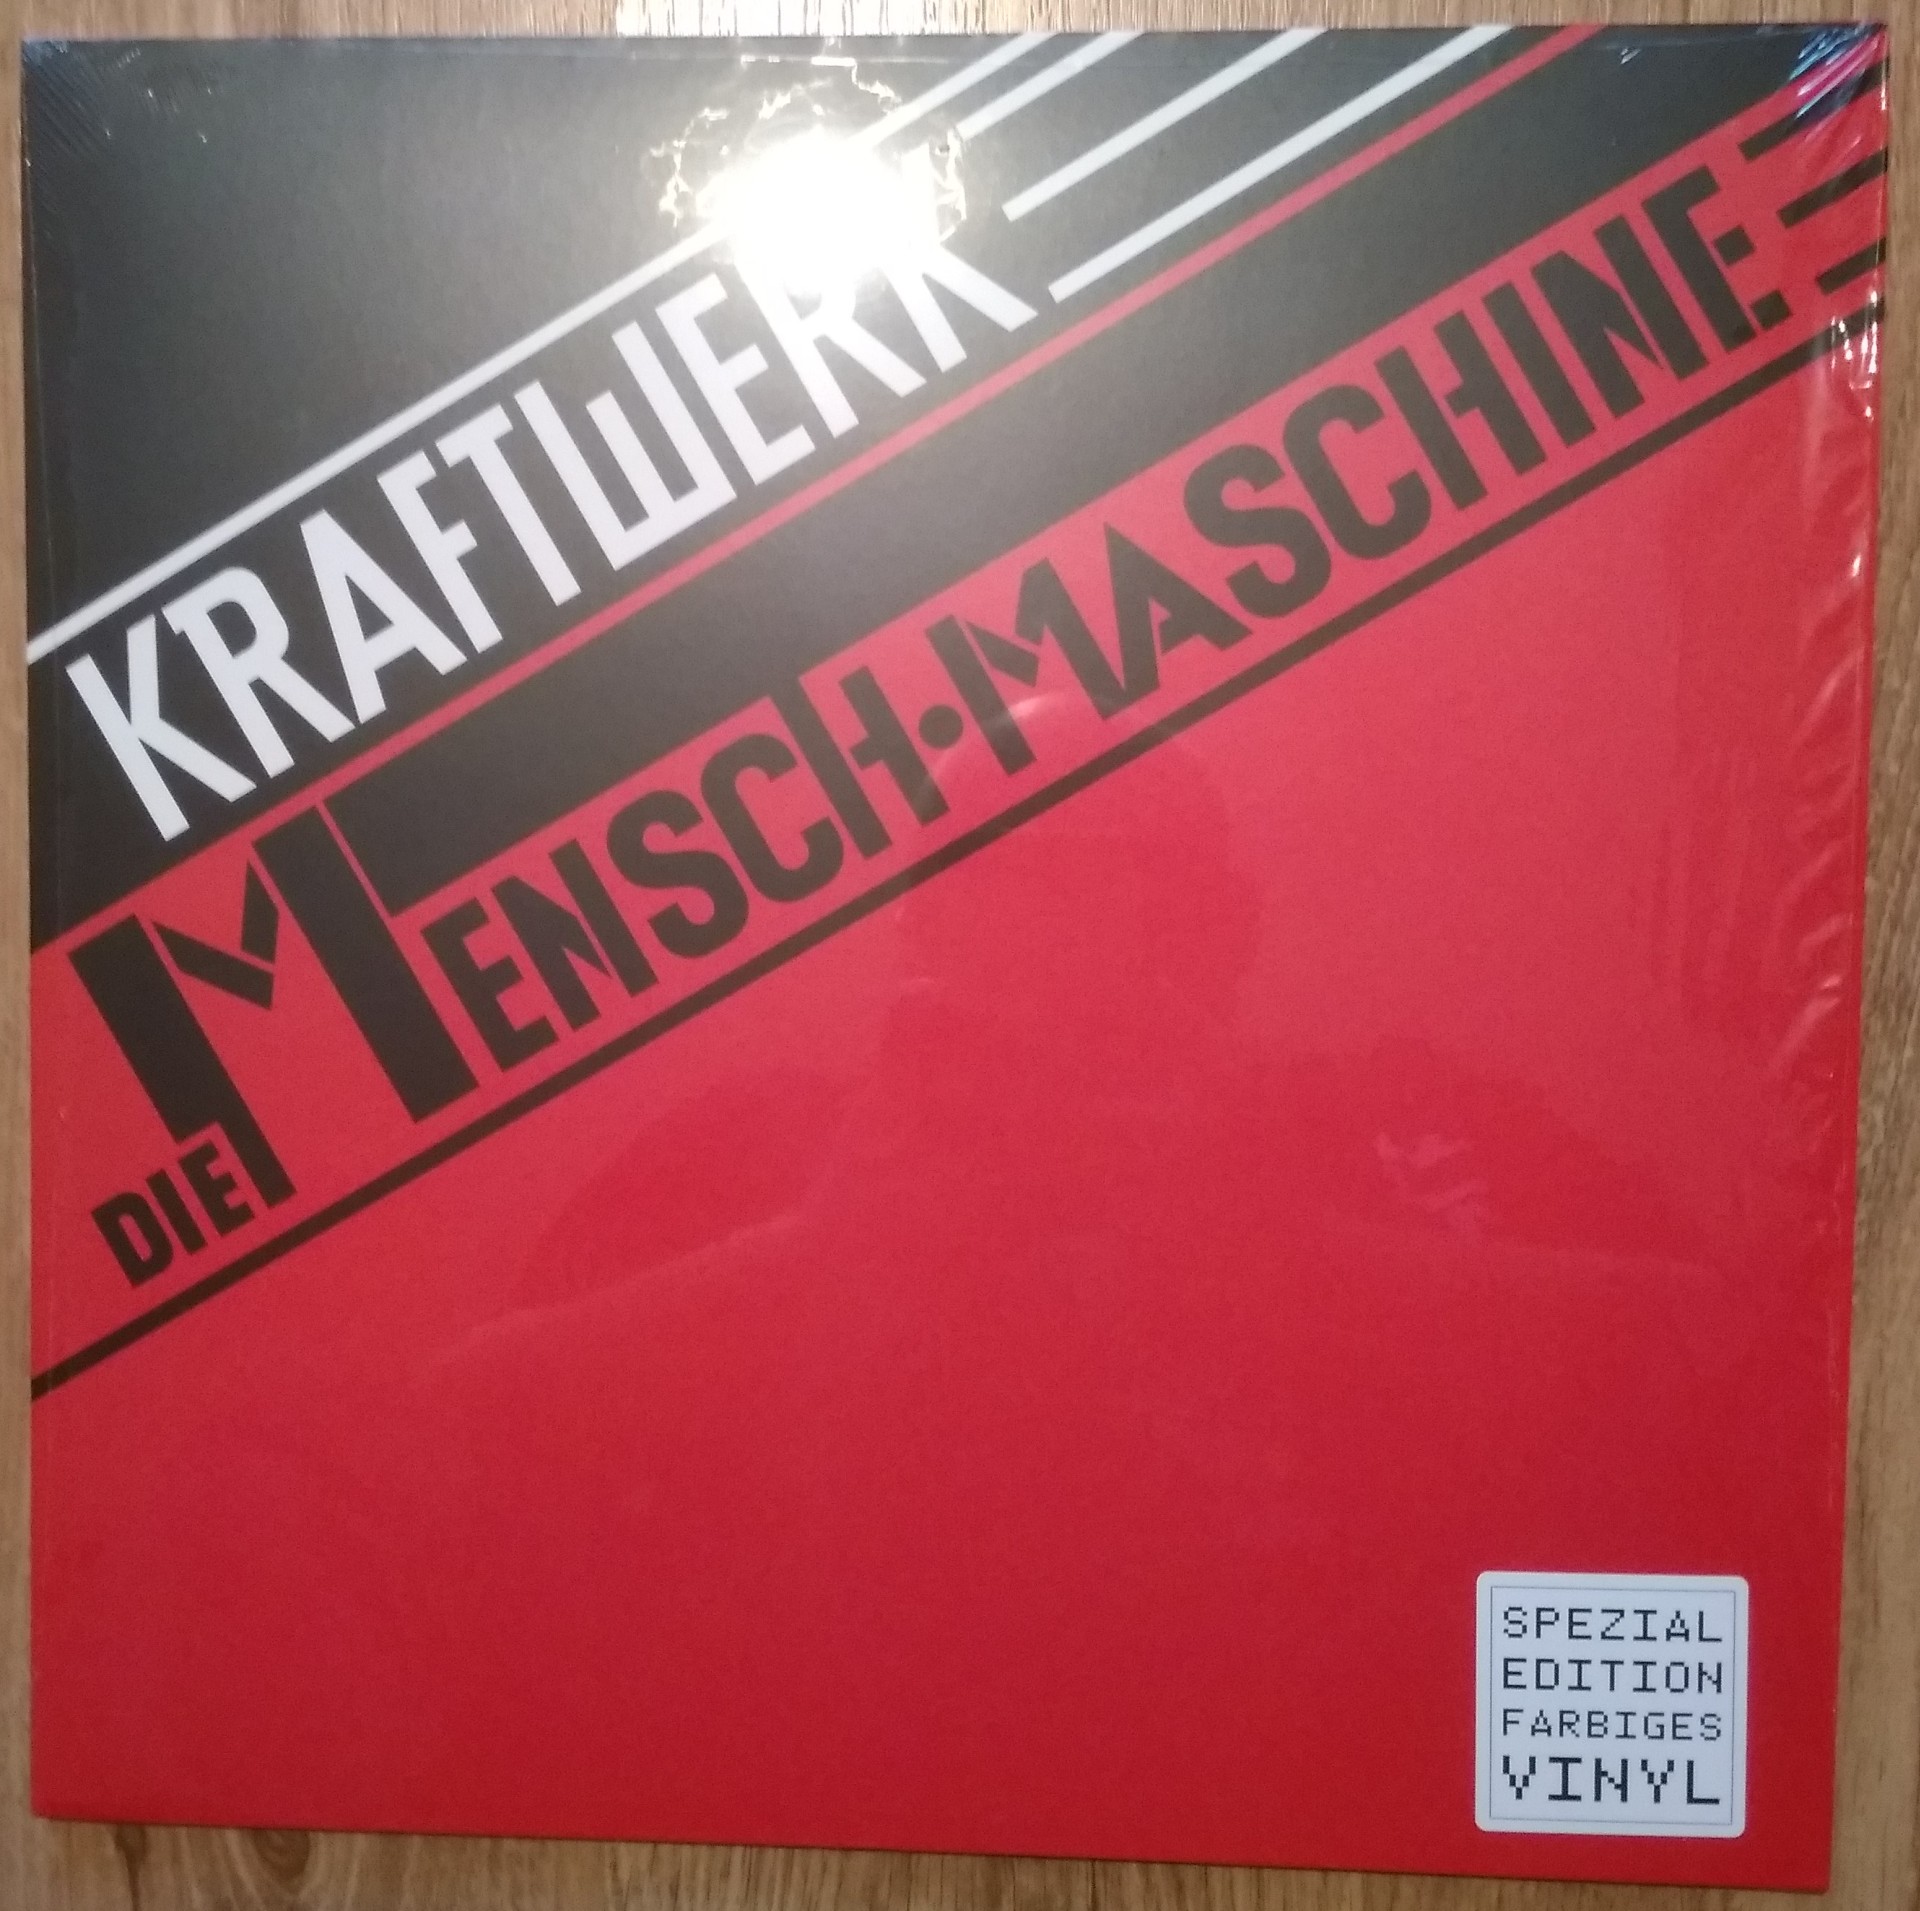 KRAFTWERK
DIE MENSCH·MASCHINE
SPEZIAL
EDITION
FARBIGES
VINYL